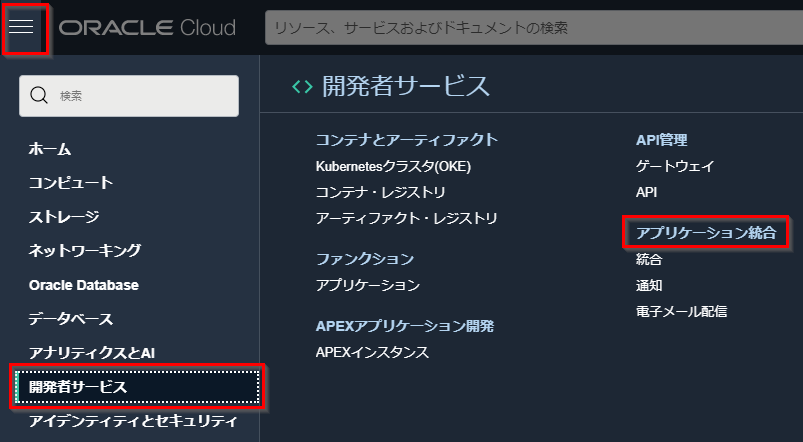 ORACLE Cloud
リソース、サービスおよびドキュメントの検索
検索
ホーム
コンピュート
ストレージ
ネットワーキング
Oracle Database
データベース
アナリティクスとAI
開発者サービス
アイデンティティとセキュリティ
開発者サービス
コンテナとアーティファクト
Kubernetesクラスタ(OKE)
コンテナ・レジストリ
アーティファクト・レジストリ
ファンクション
アプリケーション
APEXアプリケーション開発
APEXインスタンス
API管理
ゲートウェイ
API
アプリケーション統合
統合
通知
電子メール配信